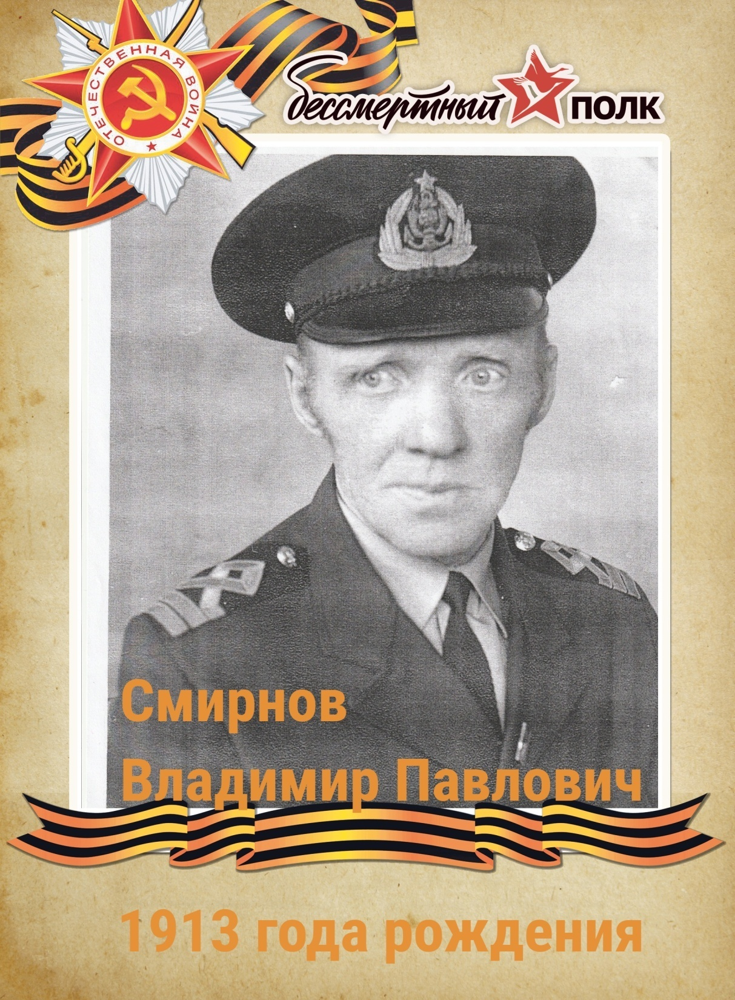 ОТЕЧЕСТВЕННАЯ ВОЙНА
бессмертный полк
Смирнов
Владимир Павлович
1913 года рождения